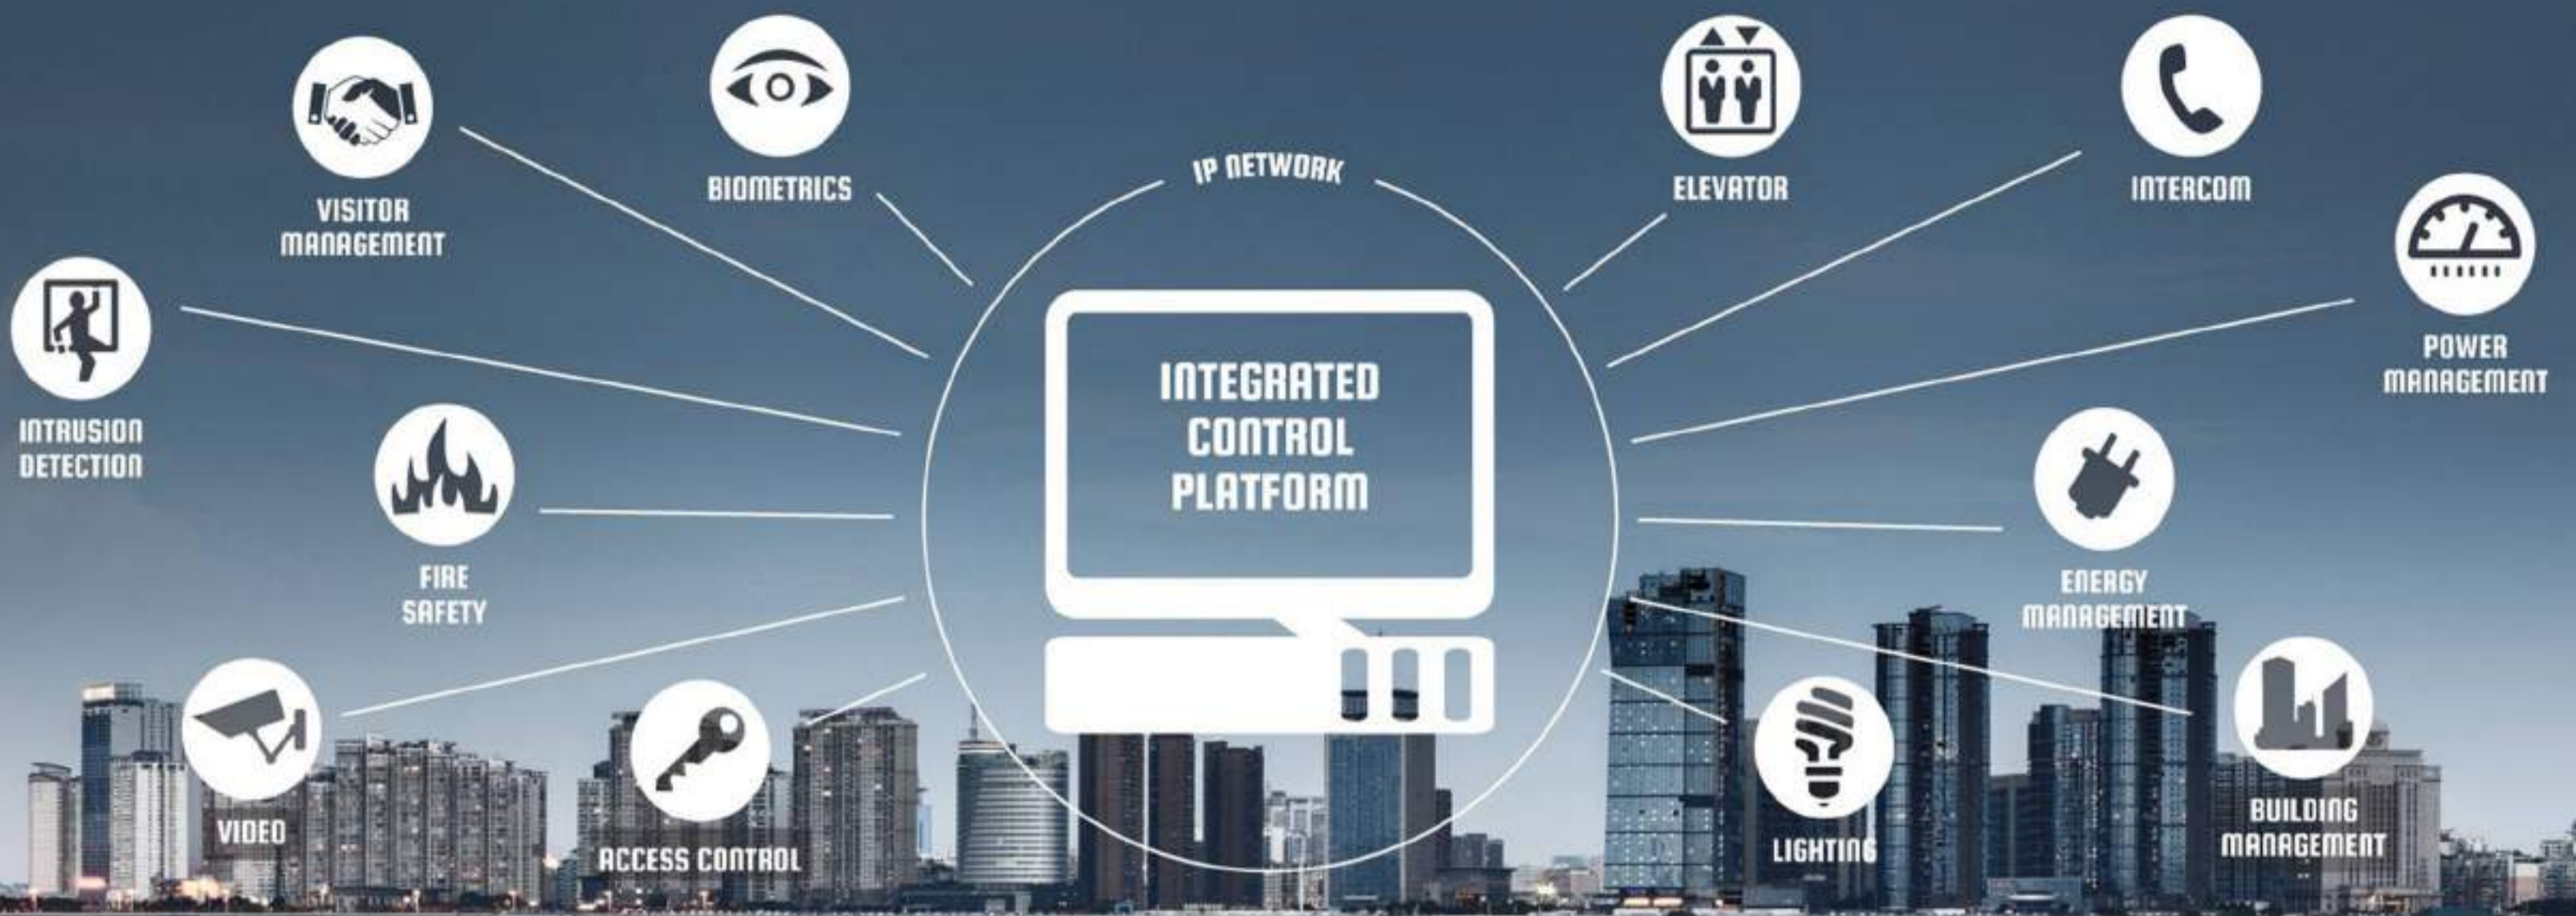 IP NETWORK
INTEGRATED
CONTROL
PLATFORM
VISITOR
MANAGEMENT
BIOMETRICS
INTRUSION
DETECTION
FIRE
SAFETY
VIDEO
ACCESS CONTROL
ELEVATOR
INTERCOM
POWER
MANAGEMENT
ENERGY
MANAGEMENT
LIGHTING
BUILDING
MANAGEMENT